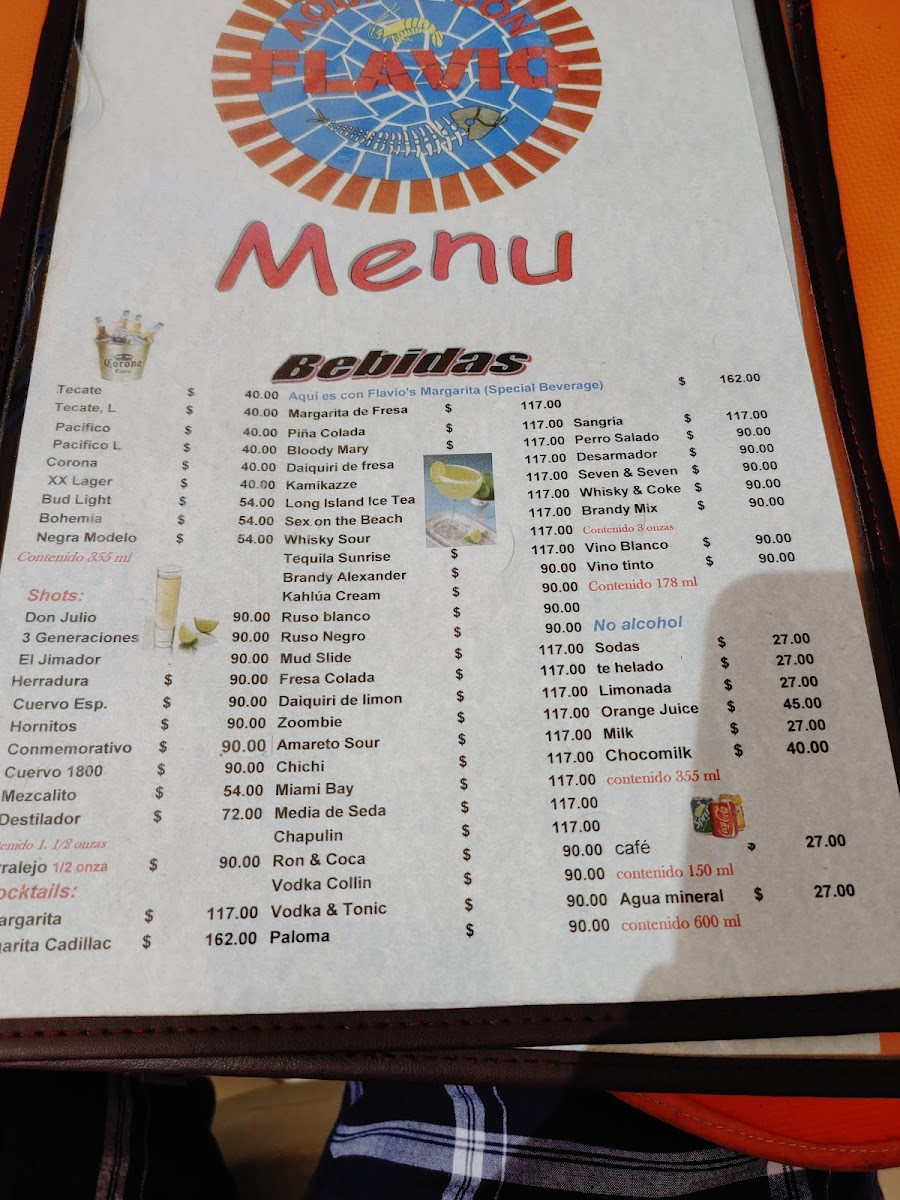 CON
FLAVIO
Menu
Corona
Bebidas
Tecate $ 40.00
Tecate, L $ 40.00
Pacifico $ 40.00
Pacifico L $ 40.00
Corona $ 40.00
XX Lager $ 40.00
Bud Light $ 54.00
Bohemia $ 54.00
Negra Modelo $ 54.00
Contenido 355 ml
Shots:
Don Julio 90.00
3 Generaciones 90.00
El Jimador 90.00
Herradura $ 90.00
Cuervo Esp. $ 90.00
Hornitos $ 90.00
Conmemorativo $ 90.00
Cuervo 1800 $ 90.00
Mezcalito $ 54.00
Destilador $ 72.00
1. 1/2 onzas
1/2 onza $ 90.00
$ 117.00
Cadillac $ 162.00
Aquí es con Flavio's Margarita (Special Beverage) $ 162.00
Margarita de Fresa $ 117.00
Piña Colada $ 117.00
Bloody Mary $ 117.00
Daiquiri de fresa 117.00
Kamikazze 117.00
Long Island Ice Tea 117.00
Sex on the Beach 117.00
Whisky Sour 117.00
Tequila Sunrise $ 117.00
Brandy Alexander $ 90.00
Kahlúa Cream $ 90.00
Ruso blanco $ 90.00
Ruso Negro $ 90.00
Mud Slide $ 117.00
Fresa Colada $ 117.00
Daiquiri de limon $ 117.00
Zoombie $ 117.00
Amareto Sour $ 117.00
Chichi $ 117.00
Miami Bay $ 117.00
Media de Seda $ 117.00
Chapulin $ 117.00
Ron & Coca $ 90.00
Vodka Collin $ 90.00
Vodka & Tonic $ 90.00
Paloma $ 90.00
Sangría $ 117.00
Perro Salado $ 90.00
Desarmador $ 90.00
Seven & Seven $ 90.00
Whisky & Coke $ 90.00
Brandy Mix $ 90.00
Contenido 3 onzas
Vino Blanco $ 90.00
Vino tinto $ 90.00
Contenido 178 ml
No alcohol
Sodas $ 27.00
te helado $ 27.00
Limonada $ 27.00
Orange Juice $ 45.00
Milk $ 27.00
Chocomilk $ 40.00
contenido 355 ml
café 27.00
contenido 150 ml
Agua mineral $ 27.00
contenido 600 ml